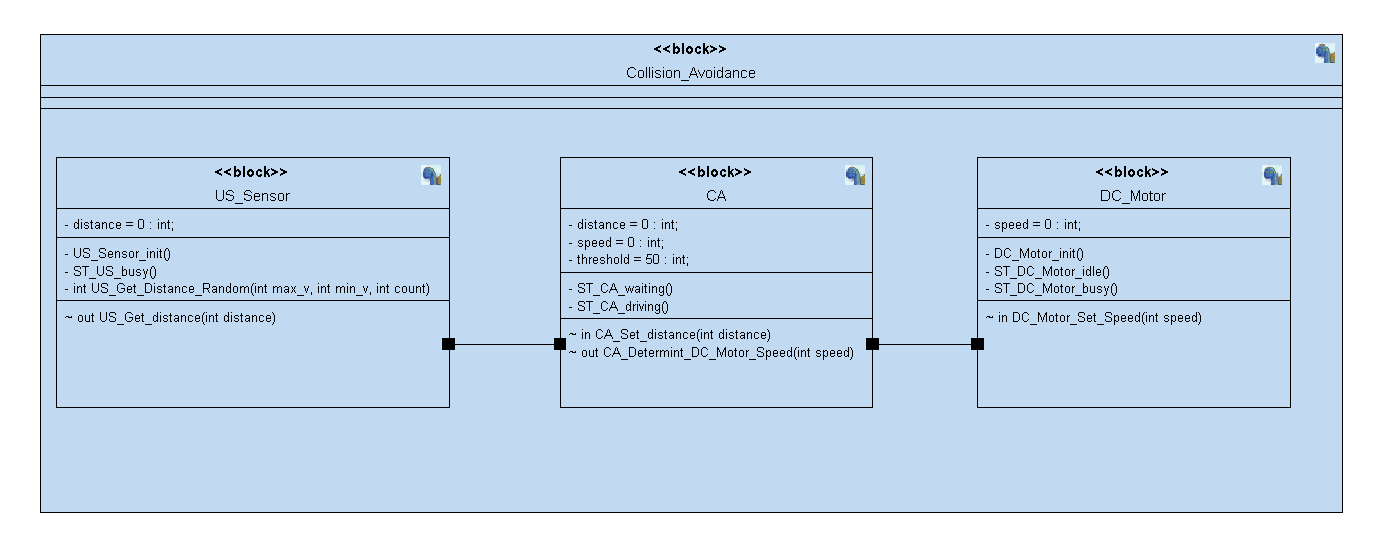 <<block>>
Collision_Avoidance
<<block>>
US_Sensor
- distance = 0 : int;
- US_Sensor_init()
- ST_US_busy()
- int US_Get_Distance_Random(int max_v, int min_v, int count)
~ out US_Get_distance(int distance)
<<block>>
CA
- distance = 0 : int;
- speed = 0 : int;
- threshold = 50 : int;
- ST_CA_waiting()
- ST_CA_driving()
~ in CA_Set_distance(int distance)
~ out CA_Determint_DC_Motor_Speed(int speed)
<<block>>
DC_Motor
- speed = 0 : int;
- DC_Motor_init()
- ST_DC_Motor_idle()
- ST_DC_Motor_busy()
~ in DC_Motor_Set_Speed(int speed)